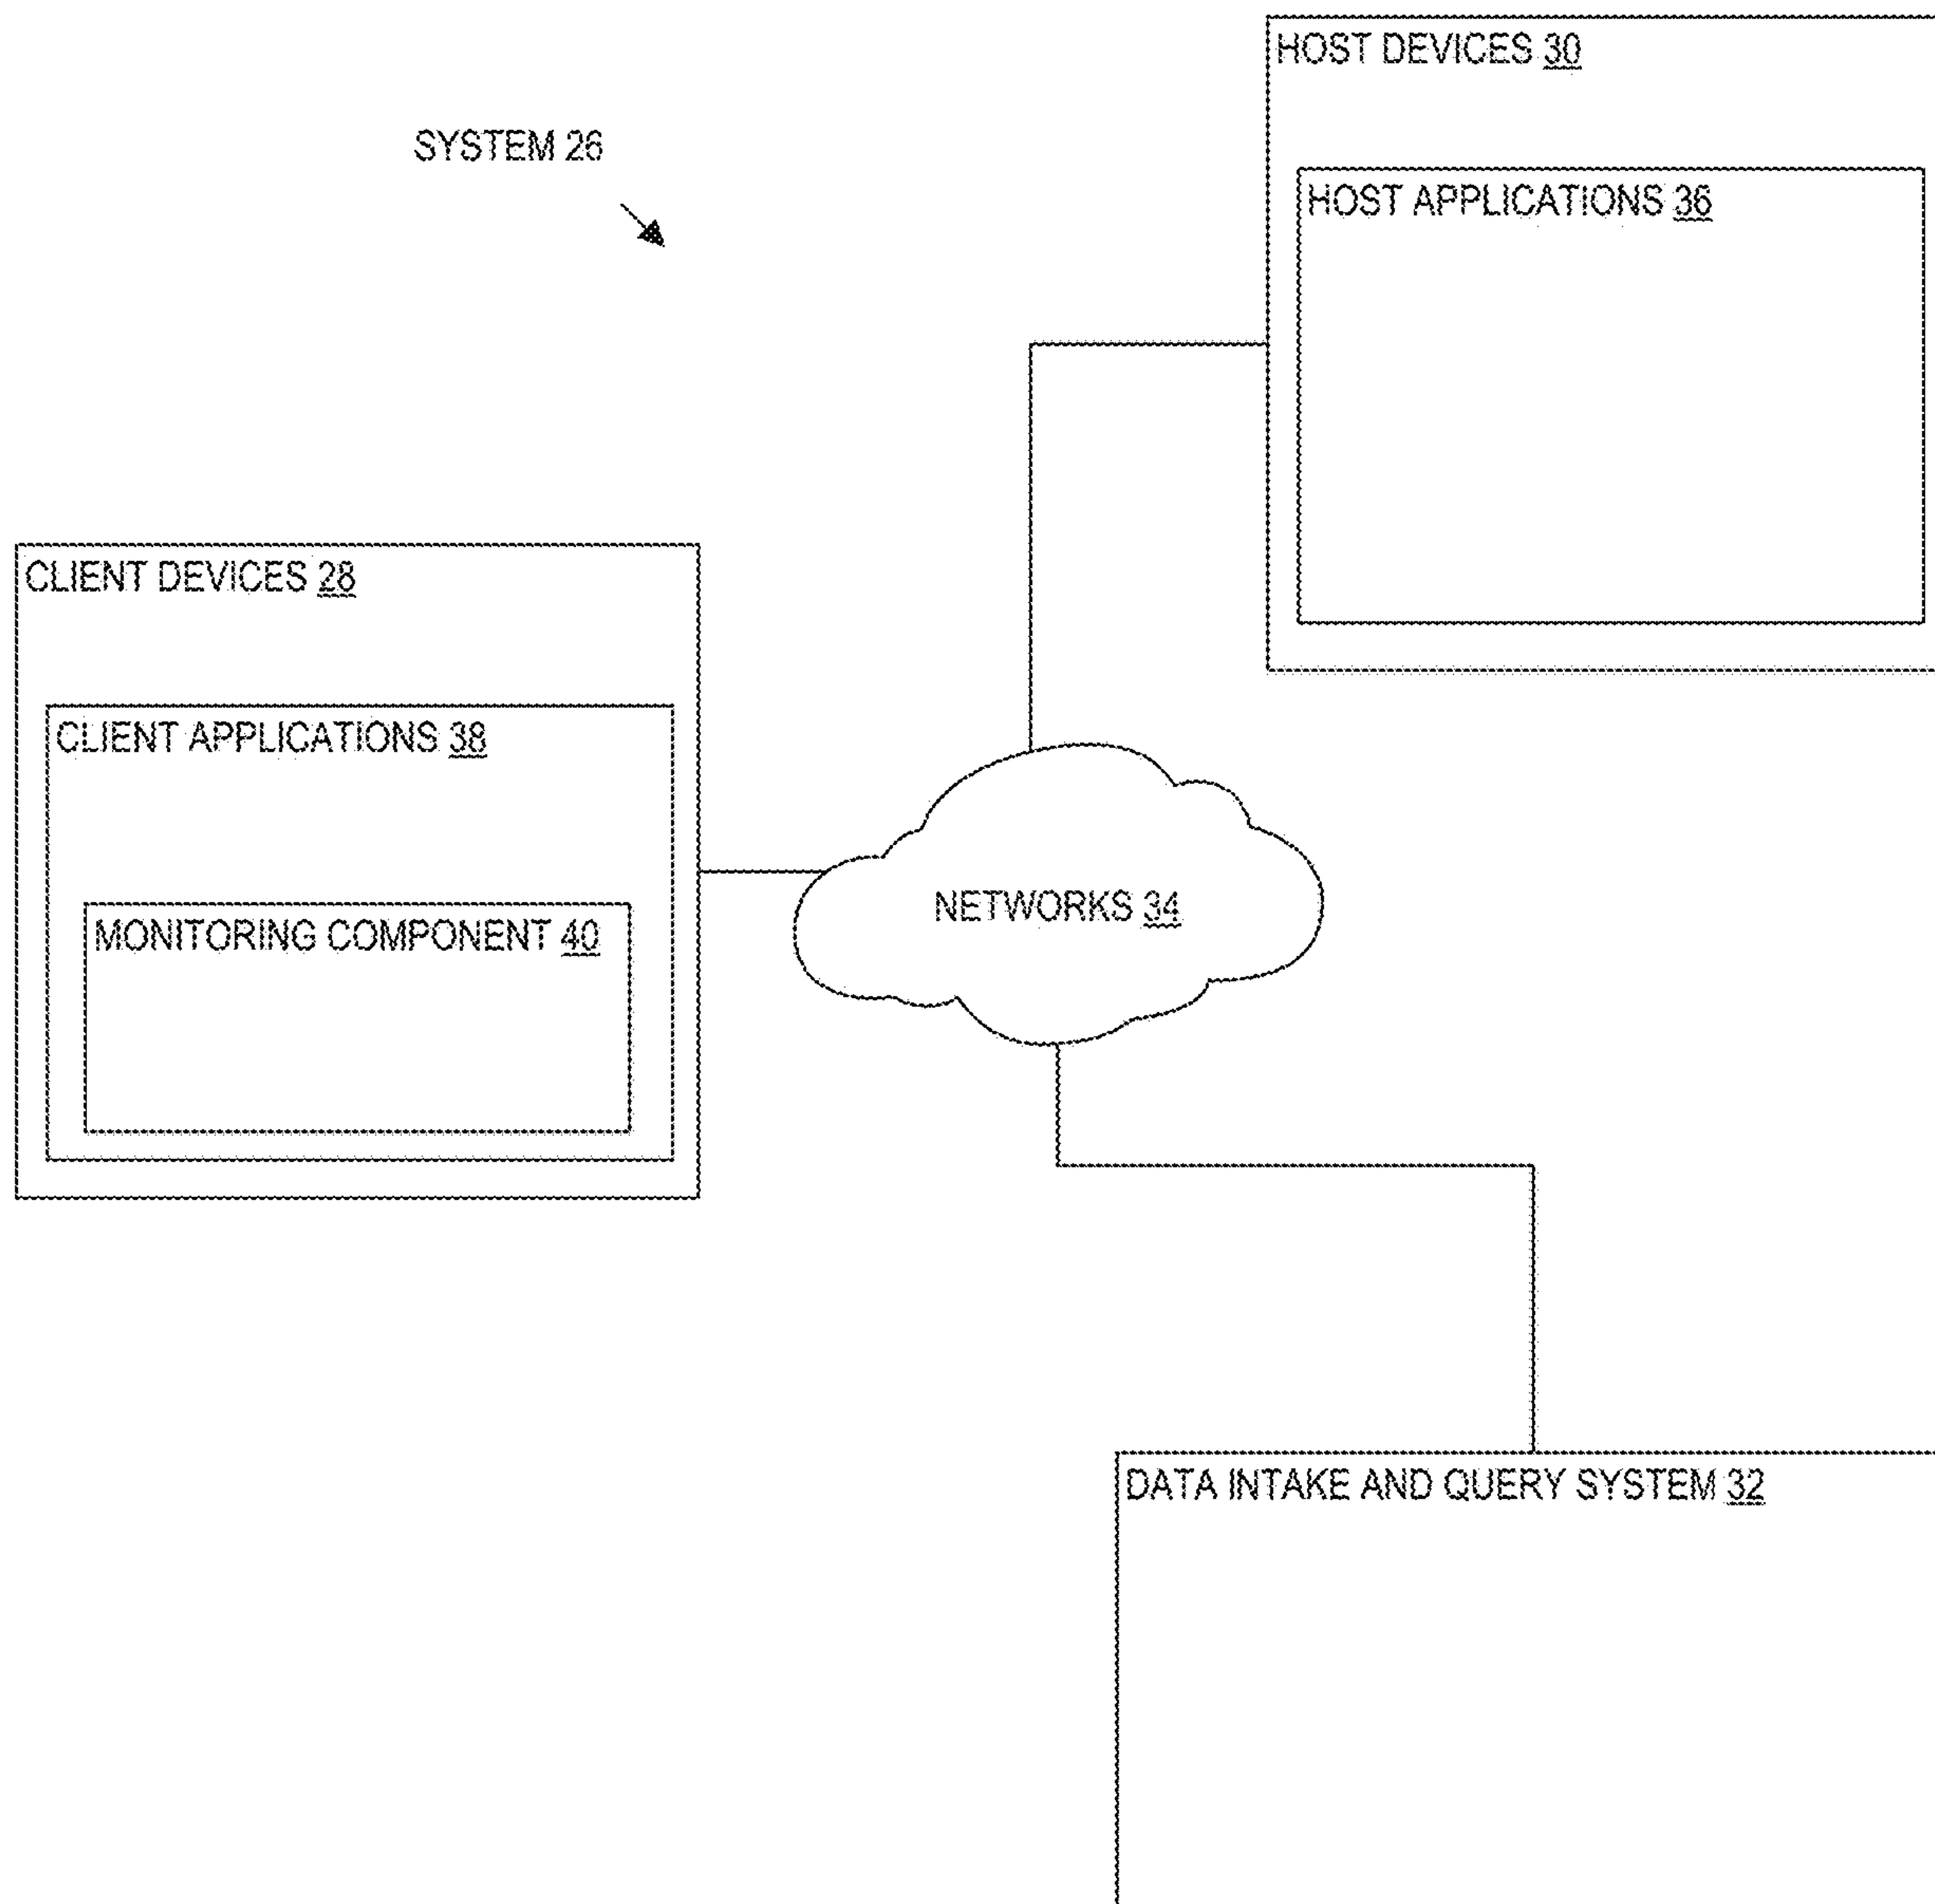 HOST DEVICES 30
SYSTEM 26
HOST APPLICATIONS 36
CLIENT DEVICES 28
CLIENT APPLICATIONS 38
NETWORKS 34
MONITORING COMPONENT 40
DATA INTAKE AND QUERY SYSTEM 32